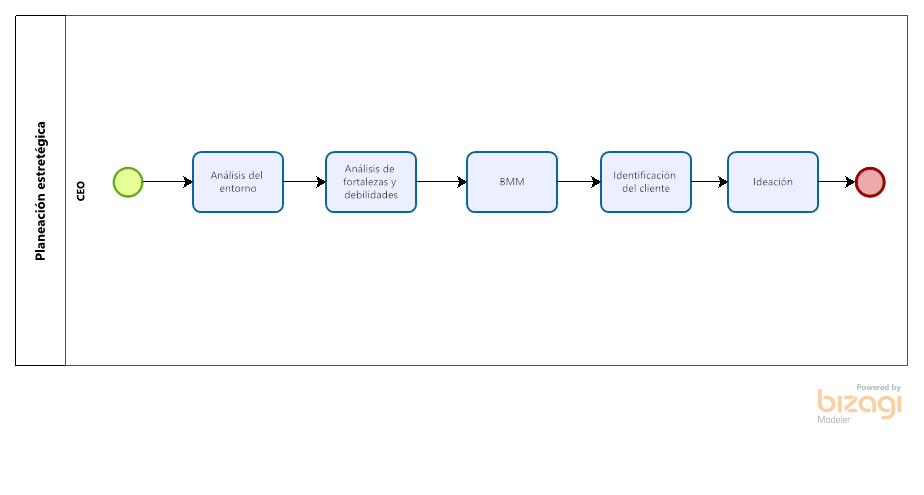 Planeación estretégica
CEO
Análisis del
entorno
Análisis de
fortalezas y
debilidades
BMM
Identificación
del cliente
Ideación
Powered by
bizagi
Modeler